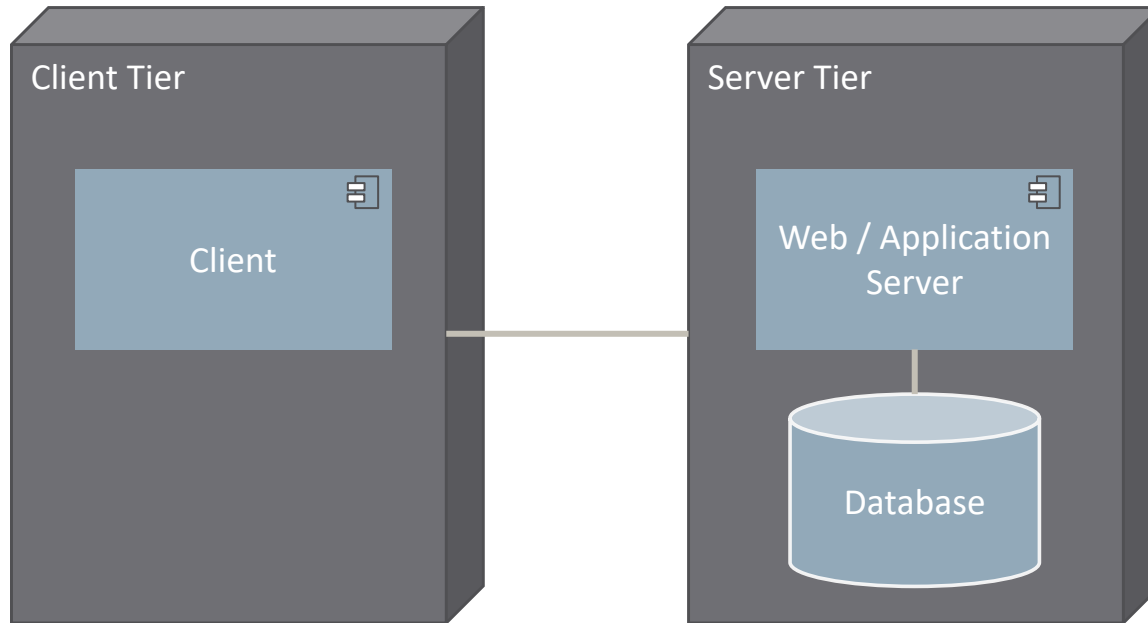 Client Tier
Server Tier
Client
Web / Application
Server
Database